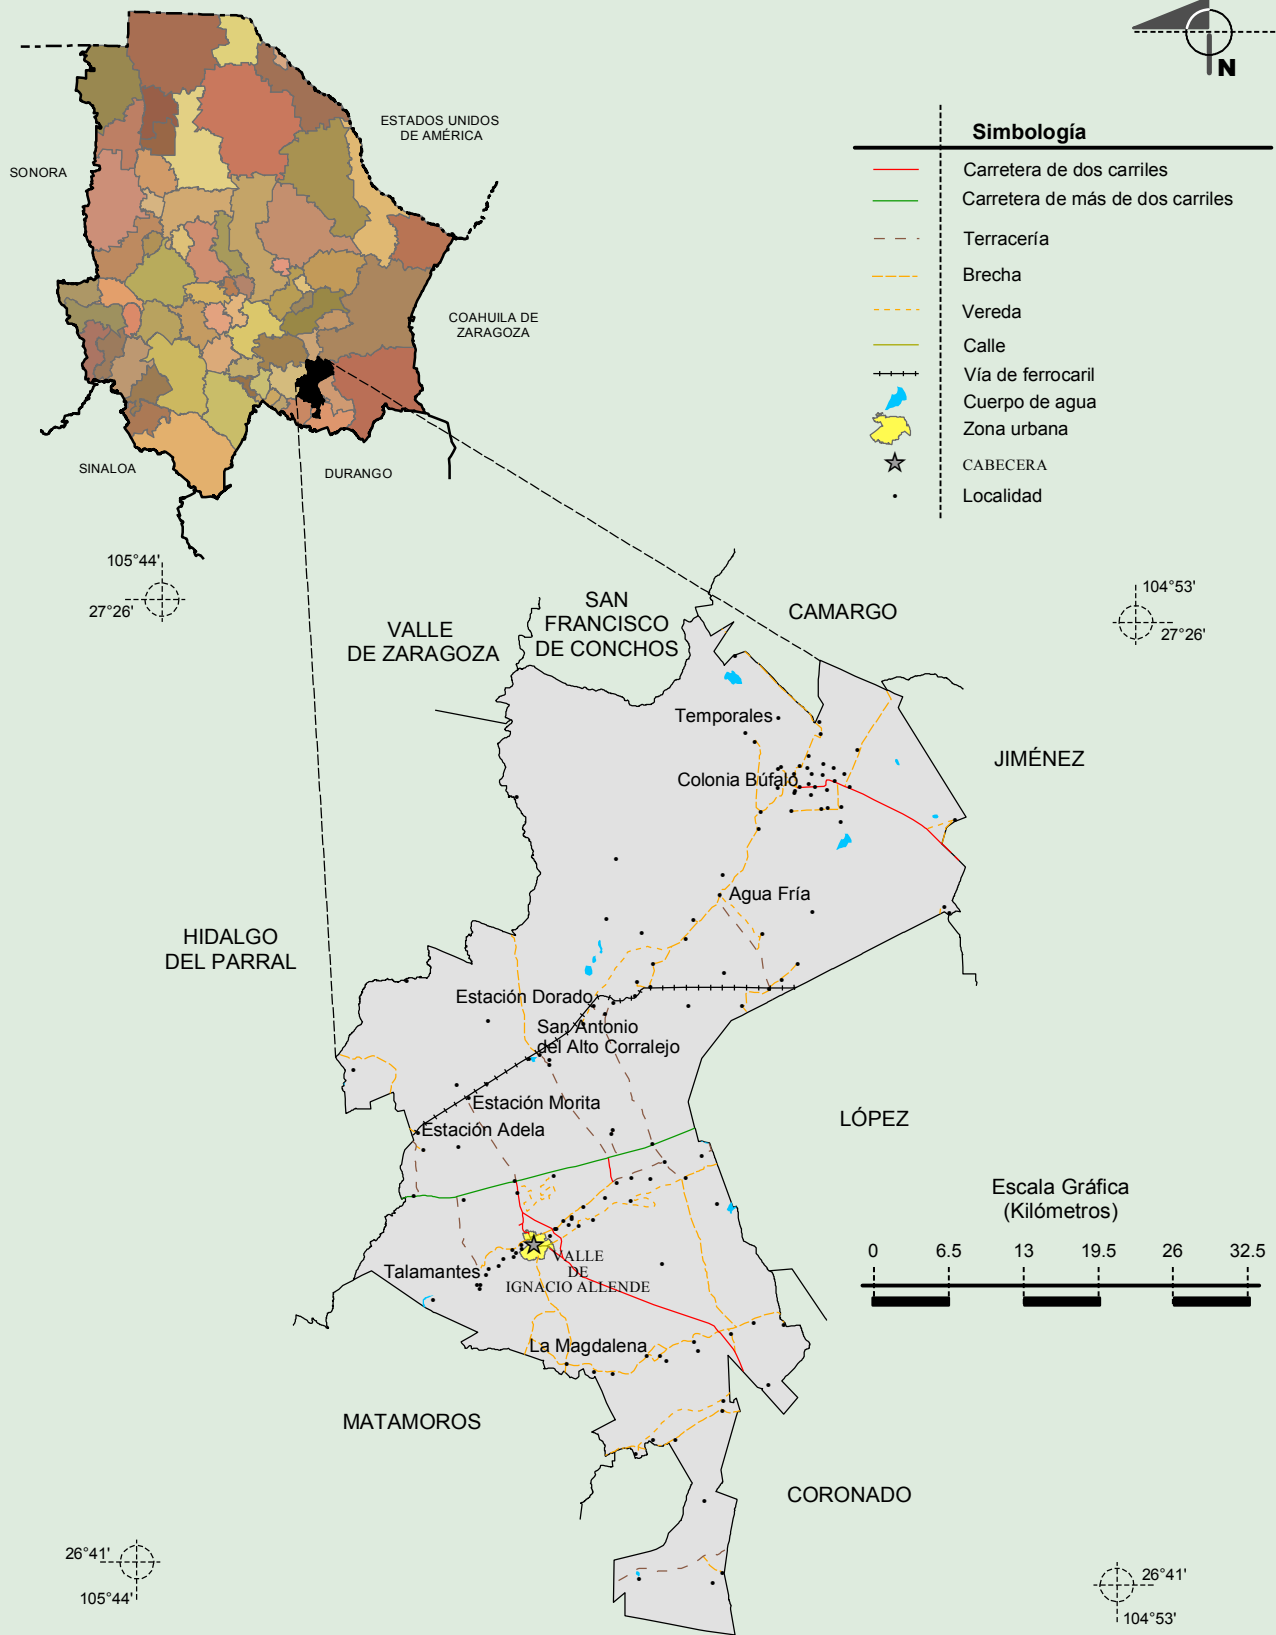 N
ESTADOS UNIDOS
DE AMÉRICA
SONORA
COAHUILA DE
ZARAGOZA
SINALOA
DURANGO
Simbología
Carretera de dos carriles
Carretera de más de dos carriles
Terracería
Brecha
Vereda
Calle
Vía de ferrocaril
Cuerpo de agua
Zona urbana
CABECERA
Localidad
105°44'
27°26'
104°53'
27°26'
SAN
FRANCISCO
DE CONCHOS
CAMARGO
VALLE
DE ZARAGOZA
Temporales
JIMÉNEZ
Colonia Búfalo
Agua Fría
HIDALGO
DEL PARRAL
Estación Dorado
San Antonio
del Alto Corralejo
Estación Morita
Estación Adela
LÓPEZ
Escala Gráfica
(Kilómetros)
0 6.5 13 19.5 26 32.5
VALLE
DE
IGNACIO ALLENDE
Talamantes
La Magdalena
MATAMOROS
CORONADO
26°41'
105°44'
26°41'
104°53'